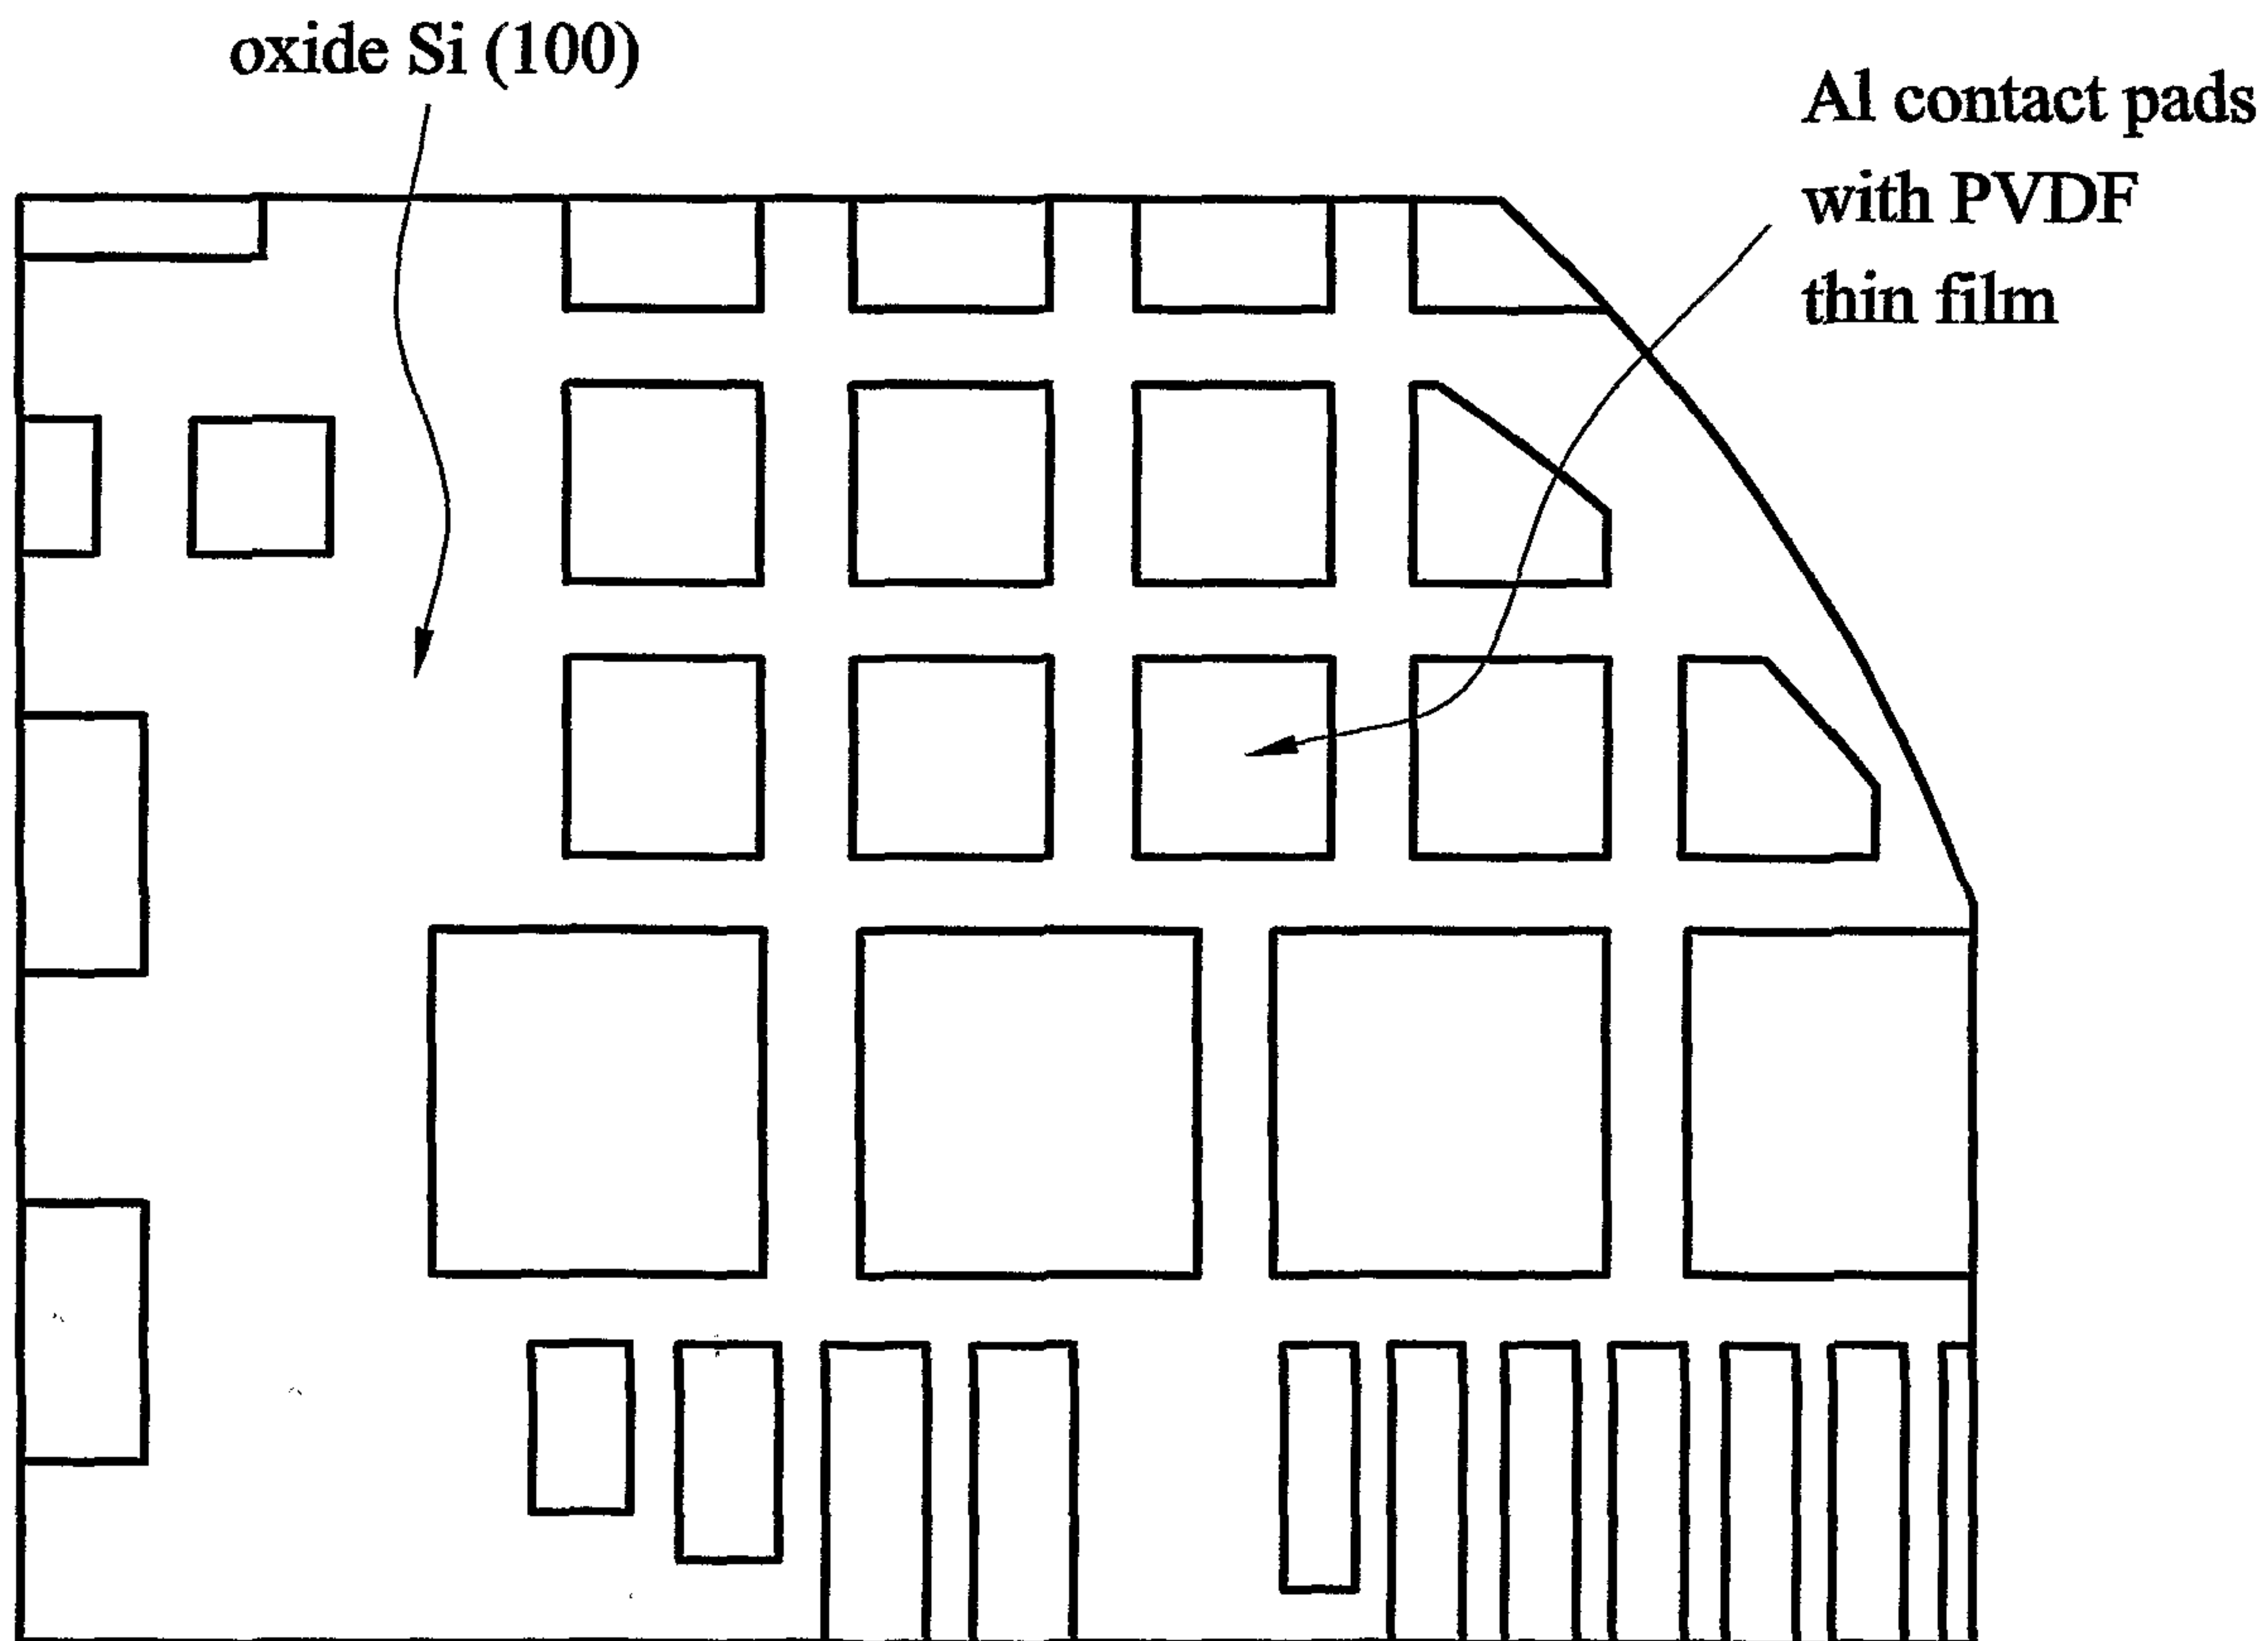 oxide Si (100)
Al contact pads
with PVDF
thin film